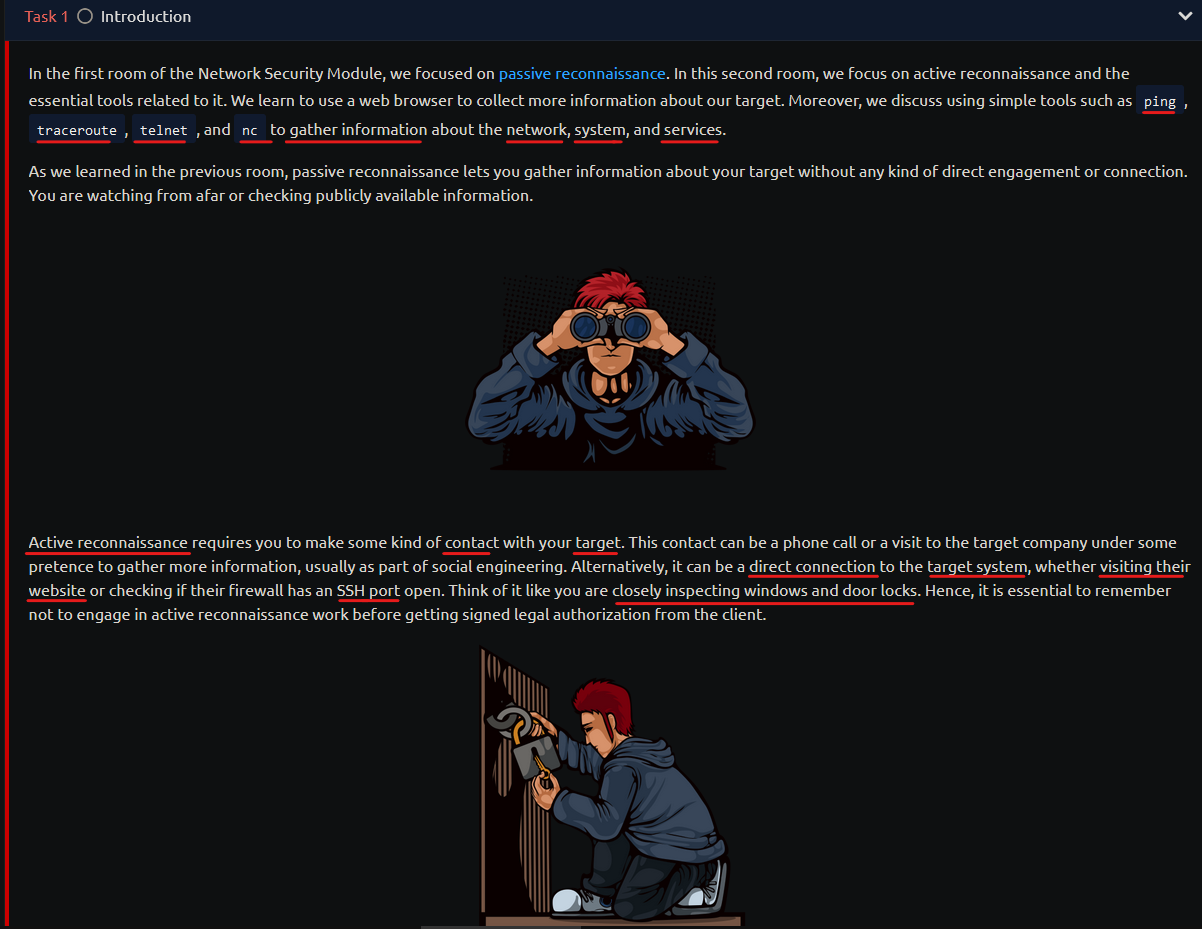 Task 1 Introduction
In the first room of the Network Security Module, we focused on passive reconnaissance. In this second room, we focus on active reconnaissance and the
essential tools related to it. We learn to use a web browser to collect more information about our target. Moreover, we discuss using simple tools such as ping ,
traceroute , telnet , and nc to gather information about the network, system, and services.
As we learned in the previous room, passive reconnaissance lets you gather information about your target without any kind of direct engagement or connection.
You are watching from afar or checking publicly available information.
Active reconnaissance requires you to make some kind of contact with your target. This contact can be a phone call or a visit to the target company under some
pretence to gather more information, usually as part of social engineering. Alternatively, it can be a direct connection to the target system, whether visiting their
website or checking if their firewall has an SSH port open. Think of it like you are closely inspecting windows and door locks. Hence, it is essential to remember
not to engage in active reconnaissance work before getting signed legal authorization from the client.